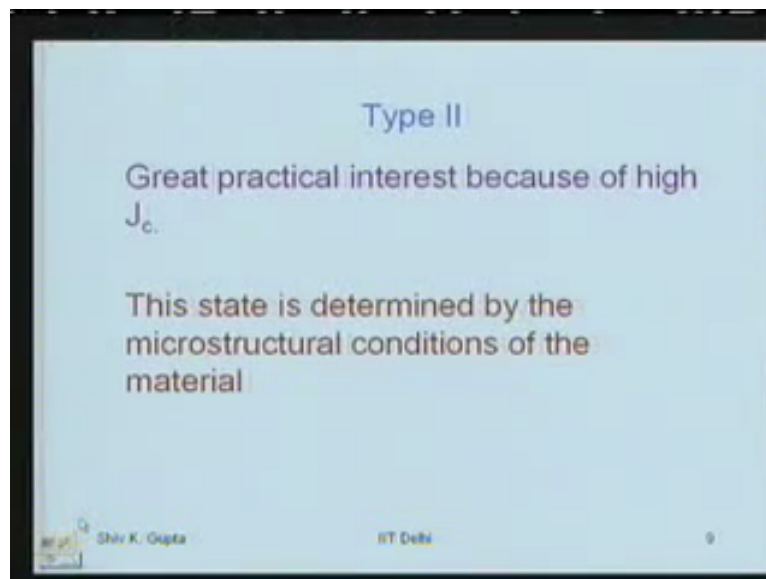 Type II
Great practical interest because of high
Jc.
This state is determined by the
microstructural conditions of the
material
Shiv K. Gupta
IIT Delhi
9